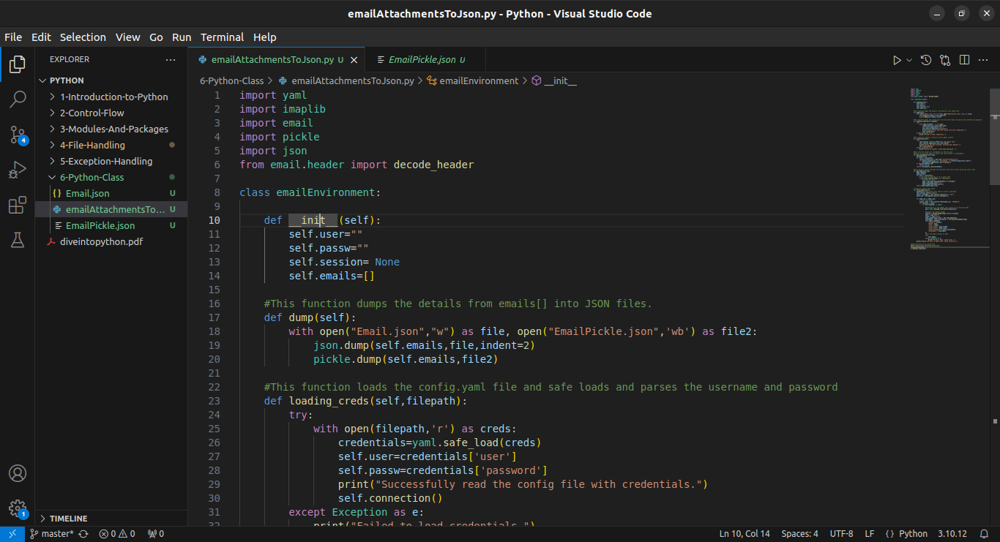 emailAttachmentsToJson.py - Python - Visual Studio Code
File Edit Selection View Go Run Terminal Help
EXPLORER
PYTHON
1-Introduction-to-Python
2-Control-Flow
3-Modules-And-Packages
4-File-Handling
5-Exception-Handling
6-Python-Class
Email.json U
emailAttachmentsTo... U
EmailPickle.json U
diveintopython.pdf
TIMELINE
emailAttachmentsToJson.py U EmailPickle.json U
6-Python-Class > emailAttachmentsToJson.py > emailEnvironment > __init__
1 import yaml
2 import imaplib
3 import email
4 import pickle
5 import json
6 from email.header import decode_header
7
8 class emailEnvironment:
9
10 def __init__(self):
11 self.user=""
12 self.passw=""
13 self.session= None
14 self.emails=[]
15
16 #This function dumps the details from emails[] into JSON files.
17 def dump(self):
18 with open("Email.json","w") as file, open("EmailPickle.json",'wb') as file2:
19 json.dump(self.emails,file,indent=2)
20 pickle.dump(self.emails,file2)
21
22 #This function loads the config.yaml file and safe loads and parses the username and password
23 def loading_creds(self,filepath):
24 try:
25 with open(filepath,'r') as creds:
26 credentials=yaml.safe_load(creds)
27 self.user=credentials['user']
28 self.passw=credentials['password']
29 print("Successfully read the config file with credentials.")
30 self.connection()
31 except Exception as e:
32 print("Failed to load credentials.")
4
1
master* 0 0 0 Ln 10, Col 14 Spaces: 4 UTF-8 LF {} Python 3.10.12